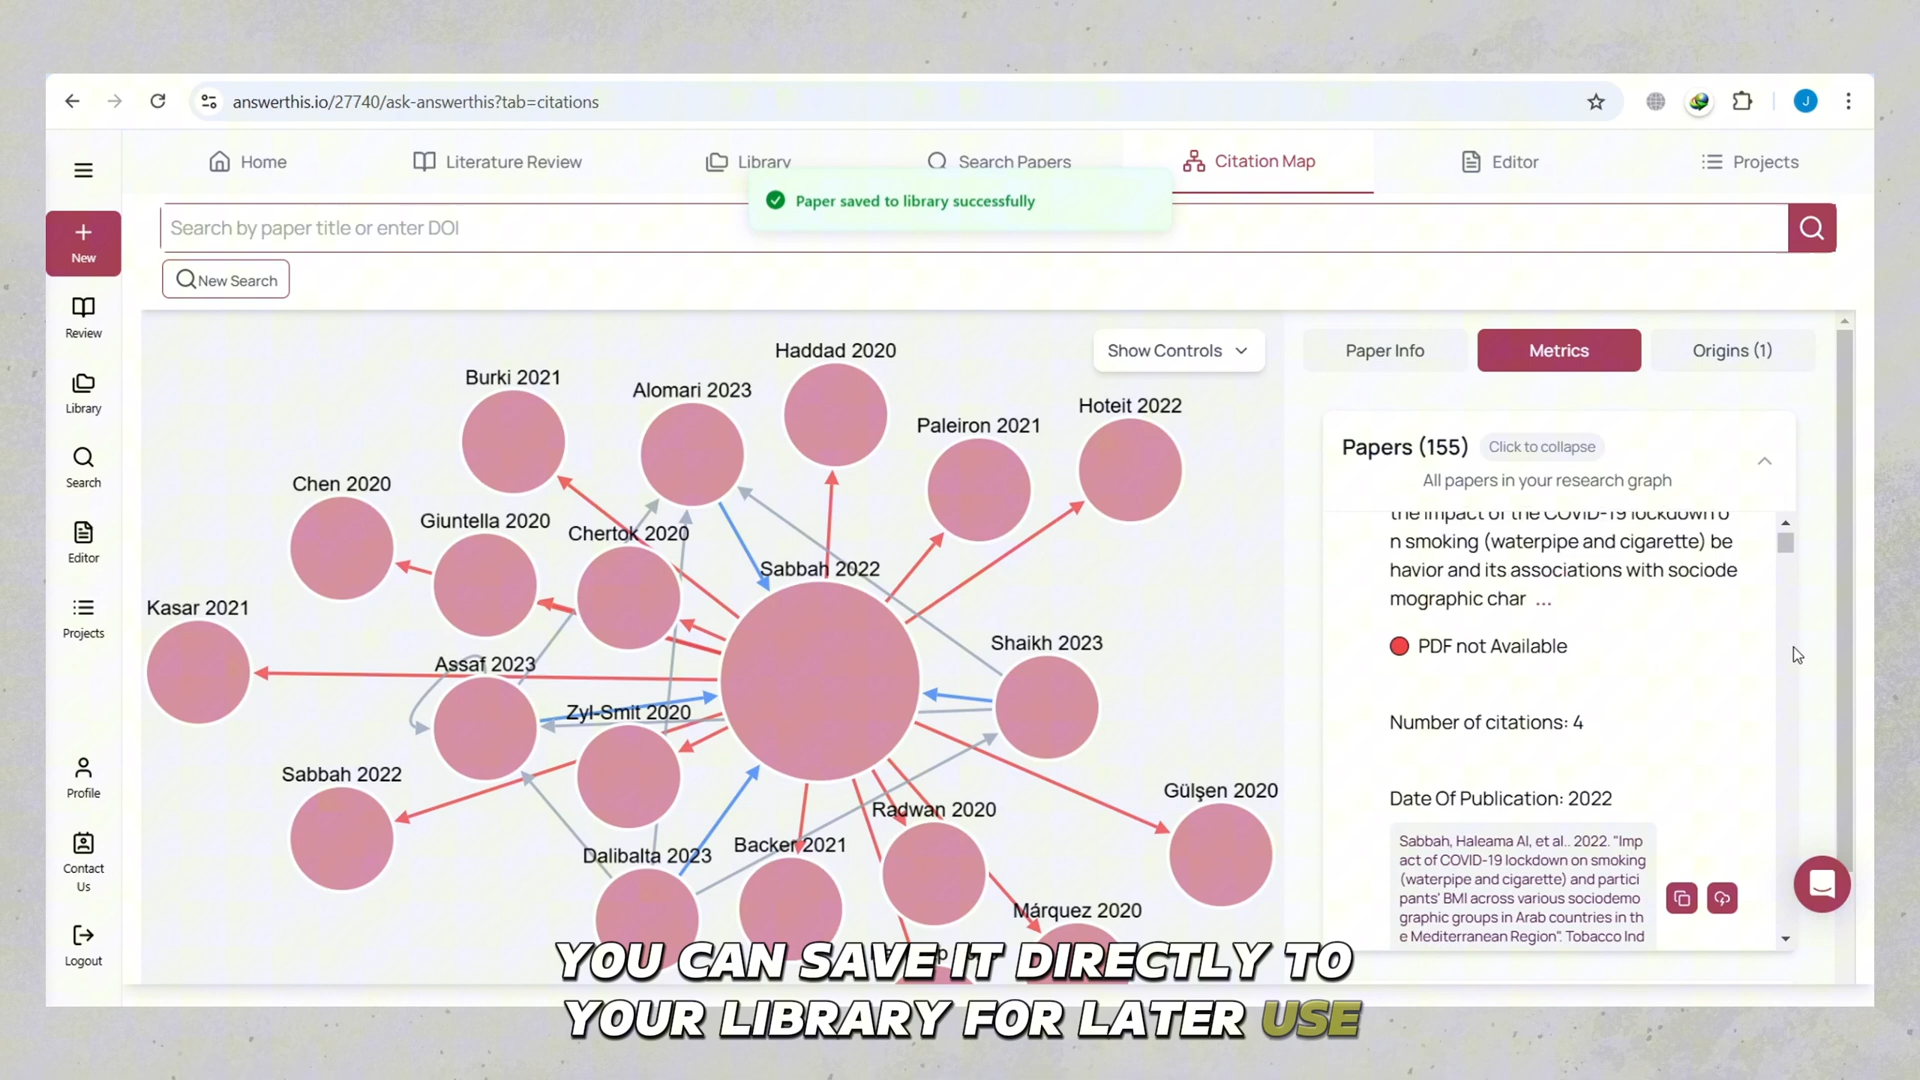 answerthis.io/27740/ask-answerthis?tab=citations
J
Home
Literature Review
Library
Search Papers
Citation Map
Editor
Projects
Paper saved to library successfully
Search by paper title or enter DOI
New Search
New
Review
Library
Search
Editor
Projects
Profile
Contact
Us
Logout
Show Controls
Haddad 2020
Burki 2021
Alomari 2023
Hoteit 2022
Paleiron 2021
Chen 2020
Giuntella 2020
Chertok 2020
Sabbah 2022
Kasar 2021
Shaikh 2023
Assaf 2023
Zyl-Smit 2020
Sabbah 2022
Gülşen 2020
Radwan 2020
Backer 2021
Dalibalta 2023
Márquez 2020
Paper Info
Metrics
Origins (1)
Papers (155)
Click to collapse
All papers in your research graph
the impact of the COVID-19 lockdown o
n smoking (waterpipe and cigarette) be
havior and its associations with sociode
mographic char ...
PDF not Available
Number of citations: 4
Date Of Publication: 2022
Sabbah, Haleama Al, et al.. 2022. "Imp
act of COVID-19 lockdown on smoking
(waterpipe and cigarette) and partici
pants' BMI across various sociodemo
graphic groups in Arab countries in th
e Mediterranean Region". Tobacco Ind
YOU CAN SAVE IT DIRECTLY TO
YOUR LIBRARY FOR LATER USE